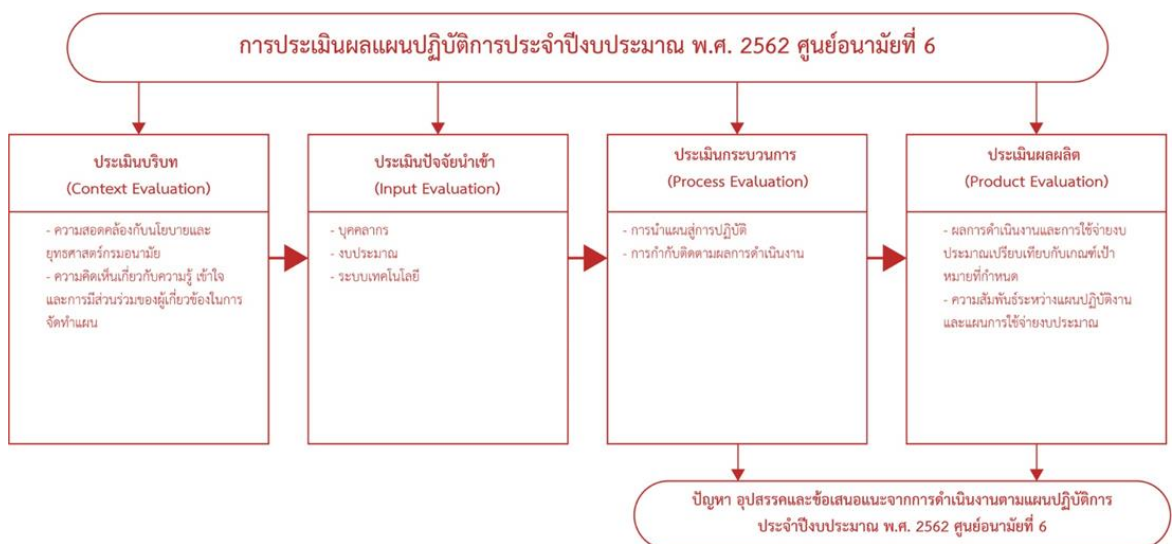 การประเมินผลแผนปฏิบัติการประจำปีงบประมาณ พ.ศ. 2562 ศูนย์อนามัยที่ 6
ประเมินบริบท
(Context Evaluation)
- ความสอดคล้องกับนโยบายและ
ยุทธศาสตร์กรมอนามัย
- ความคิดเห็นเกี่ยวกับความรู้ เข้าใจ
และการมีส่วนร่วมของผู้เกี่ยวข้องในการ
จัดทำแผน
ประเมินปัจจัยนำเข้า
(Input Evaluation)
- บุคคลากร
- งบประมาณ
- ระบบเทคโนโลยี
ประเมินกระบวนการ
(Process Evaluation)
- การนำแผนสู่การปฏิบัติ
- การกำกับติดตามผลการดำเนินงาน
ประเมินผลผลิต
(Product Evaluation)
- ผลการดำเนินงานและการใช้จ่ายงบ
ประมาณเปรียบเทียบกับเกณฑ์เป้า
หมายที่กำหนด
- ความสัมพันธ์ระหว่างแผนปฏิบัติงาน
และแผนการใช้จ่ายงบประมาณ
ปัญหา อุปสรรคและข้อเสนอแนะจากการดำเนินงานตามแผนปฏิบัติการ
ประจำปีงบประมาณ พ.ศ. 2562 ศูนย์อนามัยที่ 6